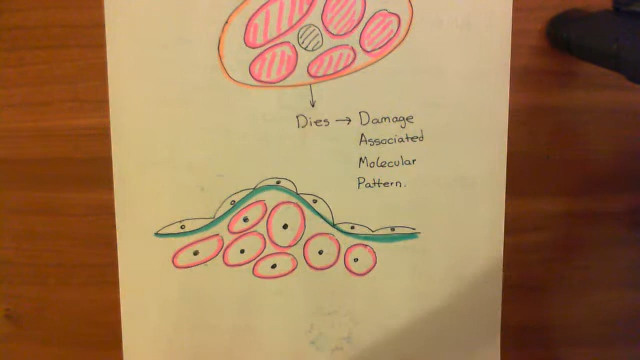 Dies → Damage
Associated
Molecular
Pattern.